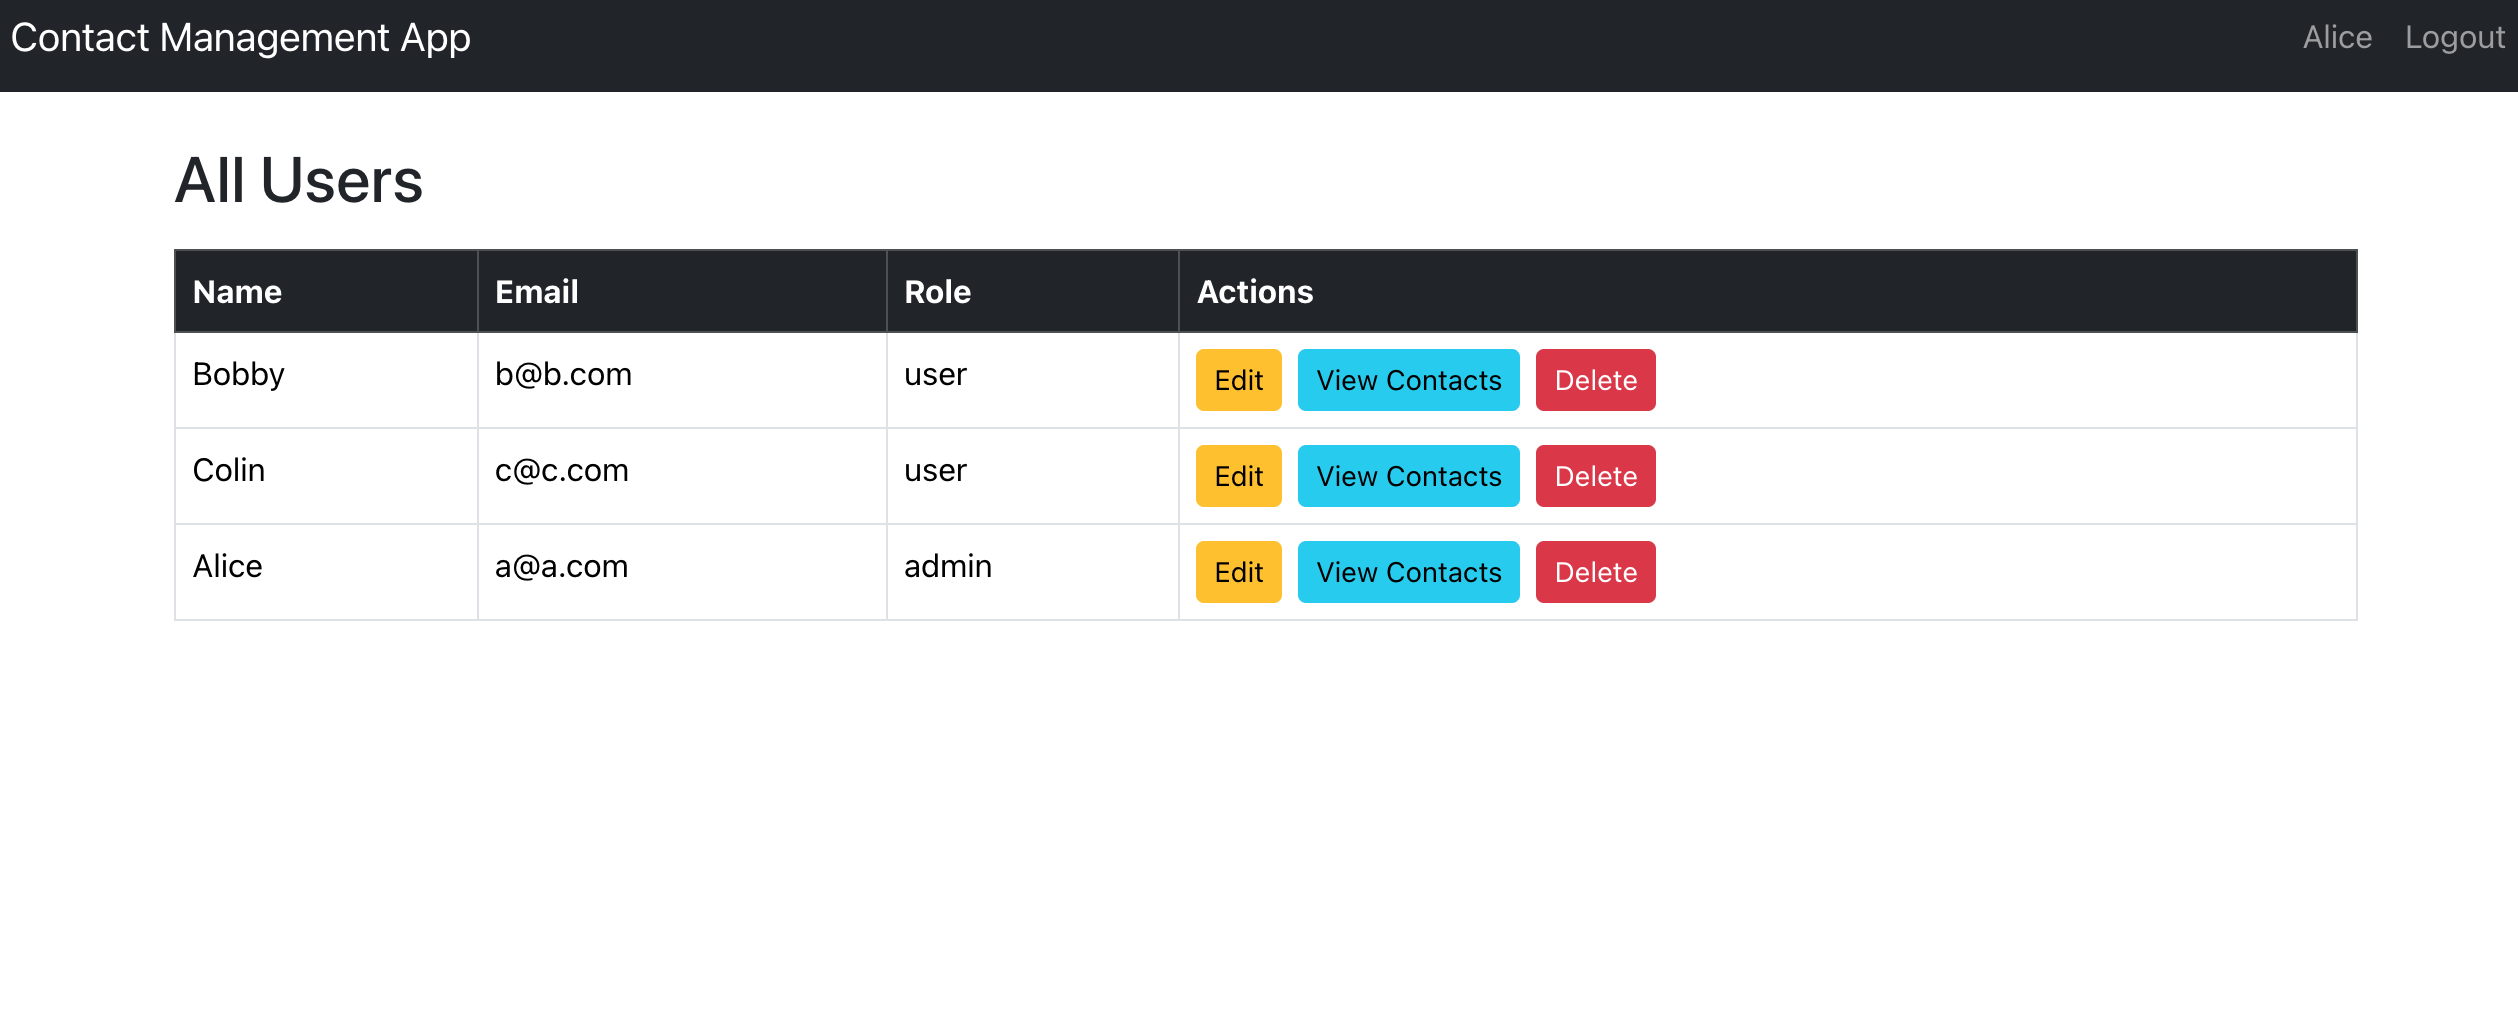 Contact Management App Alice Logout
All Users
Name Email Role Actions
Bobby b@b.com user Edit View Contacts Delete
Colin c@c.com user Edit View Contacts Delete
Alice a@a.com admin Edit View Contacts Delete